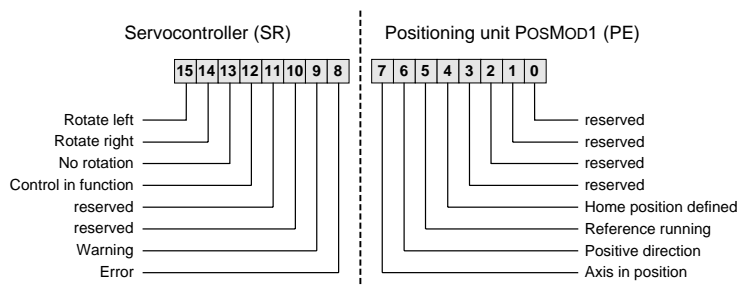 Servocontroller (SR)
Positioning unit POSMOD1 (PE)
15 14 13 12 11 10 9 8
7 6 5 4 3 2 1 0
Rotate left
Rotate right
No rotation
Control in function
reserved
reserved
Warning
Error
reserved
reserved
reserved
reserved
Home position defined
Reference running
Positive direction
Axis in position